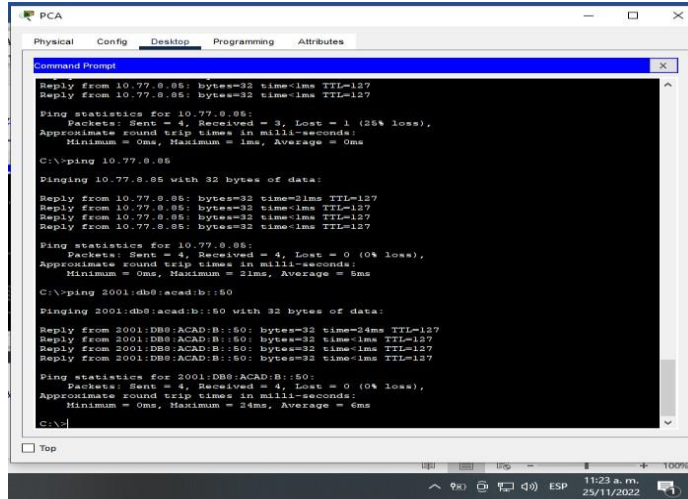 PCA
Physical Config Desktop Programming Attributes
Command Prompt
Reply from 10.77.8.85: bytes=32 time<1ms TTL=127
Reply from 10.77.8.85: bytes=32 time<1ms TTL=127
Ping statistics for 10.77.8.85:
Packets: Sent = 4, Received = 3, Lost = 1 (25% loss),
Approximate round trip times in milli-seconds:
Minimum = 0ms, Maximum = 1ms, Average = 0ms
C:\>ping 10.77.8.85
Pinging 10.77.8.85 with 32 bytes of data:
Reply from 10.77.8.85: bytes=32 time=21ms TTL=127
Reply from 10.77.8.85: bytes=32 time<1ms TTL=127
Reply from 10.77.8.85: bytes=32 time<1ms TTL=127
Reply from 10.77.8.85: bytes=32 time<1ms TTL=127
Ping statistics for 10.77.8.85:
Packets: Sent = 4, Received = 4, Lost = 0 (0% loss),
Approximate round trip times in milli-seconds:
Minimum = 0ms, Maximum = 21ms, Average = 5ms
C:\>ping 2001:db8:acad:b::50
Pinging 2001:db8:acad:b::50 with 32 bytes of data:
Reply from 2001:DB8:ACAD:B::50: bytes=32 time=24ms TTL=127
Reply from 2001:DB8:ACAD:B::50: bytes=32 time<1ms TTL=127
Reply from 2001:DB8:ACAD:B::50: bytes=32 time<1ms TTL=127
Reply from 2001:DB8:ACAD:B::50: bytes=32 time<1ms TTL=127
Ping statistics for 2001:DB8:ACAD:B::50:
Packets: Sent = 4, Received = 4, Lost = 0 (0% loss),
Approximate round trip times in milli-seconds:
Minimum = 0ms, Maximum = 24ms, Average = 6ms
C:\>
Top
100%
ESP
11:23 a. m.
25/11/2022